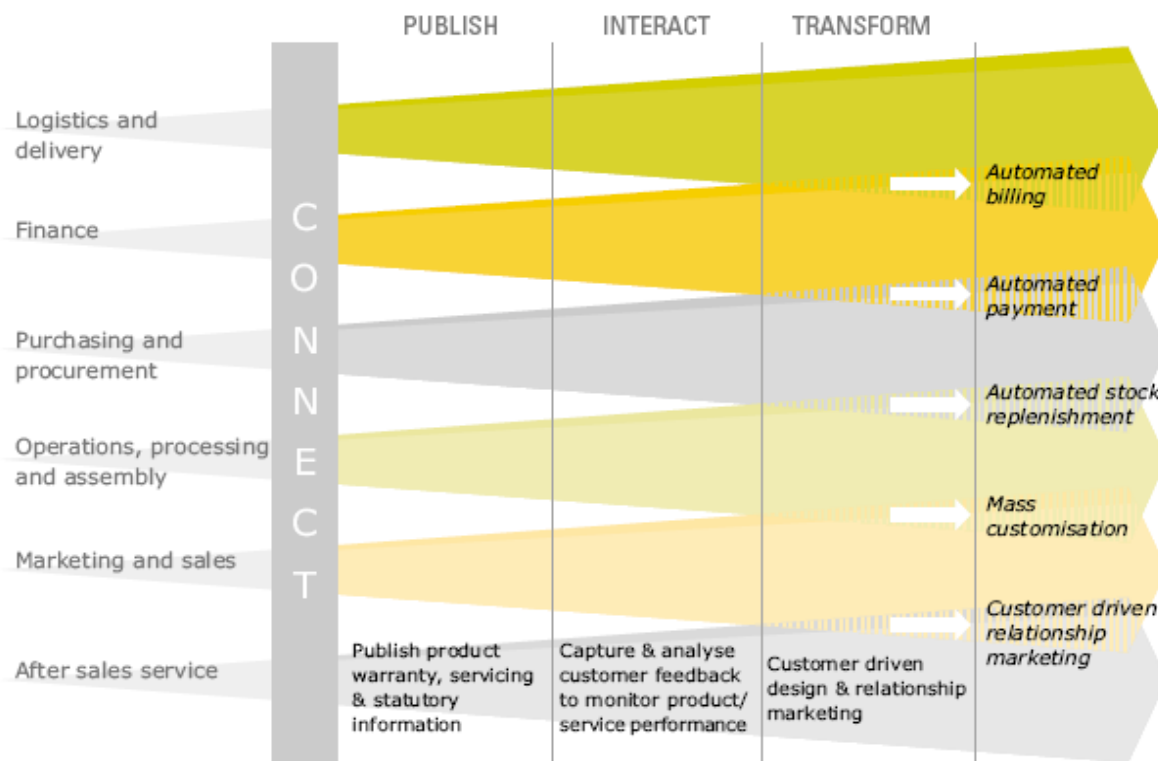 PUBLISH
INTERACT
TRANSFORM
Logistics and
delivery
Finance
Purchasing and
procurement
Operations, processing
and assembly
Marketing and sales
After sales service
CONNECT
Publish product
warranty, servicing
& statutory
information
Capture & analyse
customer feedback
to monitor product/
service performance
Customer driven
design & relationship
marketing
Automated
billing
Automated
payment
Automated stock
replenishment
Mass
customisation
Customer driven
relationship
marketing